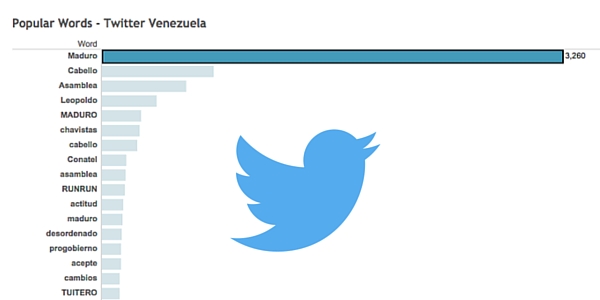 Popular Words - Twitter Venezuela
Word
Maduro 3,260
Cabello
Asamblea
Leopoldo
MADURO
chavistas
cabello
Conatel
asamblea
RUNRUN
actitud
maduro
desordenado
progobierno
acepte
cambios
TUITERO